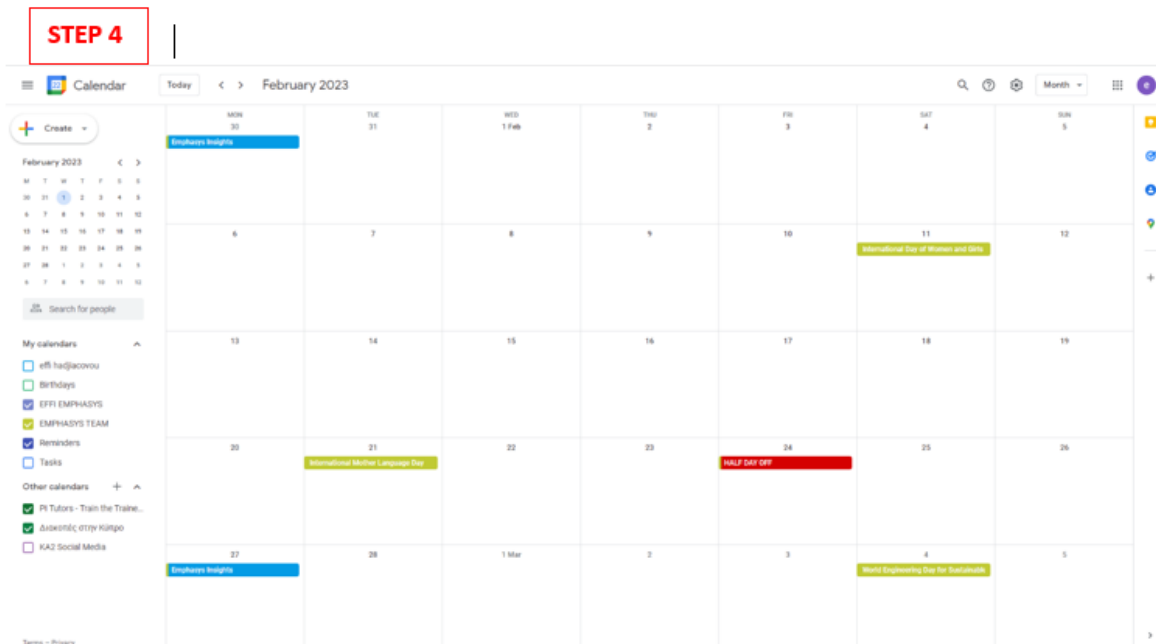 STEP 4
Calendar
Today
February 2023
Month
Create
February 2023
M T W T F S S
30 31 1 2 3 4 5
6 7 8 9 10 11 12
13 14 15 16 17 18 19
20 21 22 23 24 25 26
27 28 1 2 3 4 5
6 7 8 9 10 11 12
Search for people
My calendars
effi hadjiacovou
Birthdays
EFFI EMPHASYS
EMPHASYS TEAM
Reminders
Tasks
Other calendars
PI Tutors - Train the Traine...
Διακοπές στην Κύπρο
KA2 Social Media
Terms – Privacy
MON TUE WED THU FRI SAT SUN
30 31 1 Feb 2 3 4 5
Emphasys Insights
6 7 8 9 10 11 12
International Day of Women and Girls
13 14 15 16 17 18 19
20 21 22 23 24 25 26
International Mother Language Day
HALF DAY OFF
27 28 1 Mar 2 3 4 5
Emphasys Insights
World Engineering Day for Sustainabl
e